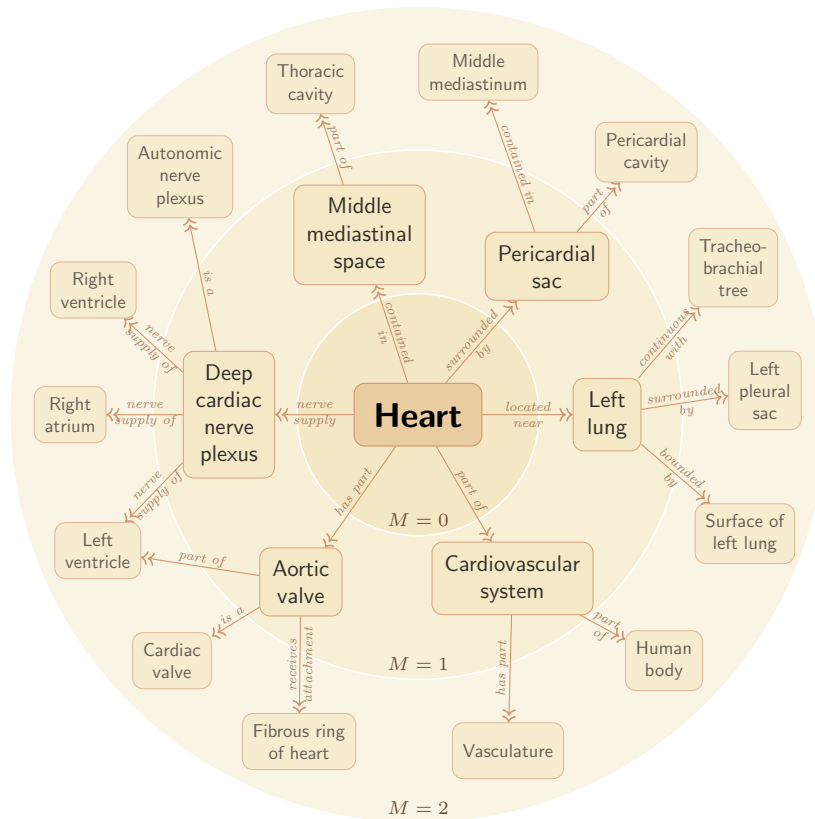 Middle
mediastinum
Thoracic
cavity
Pericardial
cavity
Autonomic
nerve
plexus
part of
contained in
part
of
Middle
mediastinal
space
Pericardial
sac
Tracheo-
brachial
tree
Right
ventricle
is a
contained
in
surrounded
by
continuous
with
nerve
supply of
Deep
cardiac
nerve
plexus
Left
pleural
sac
Right
atrium
nerve
supply of
nerve
supply
Heart
located
near
Left
lung
surrounded
by
nerve
supply of
has part
part of
bounded
by
Surface of
left lung
M = 0
Left
ventricle
part of
Aortic
valve
Cardiovascular
system
is a
receives
attachment
has part
part
of
Cardiac
valve
M = 1
Human
body
Fibrous ring
of heart
Vasculature
M = 2